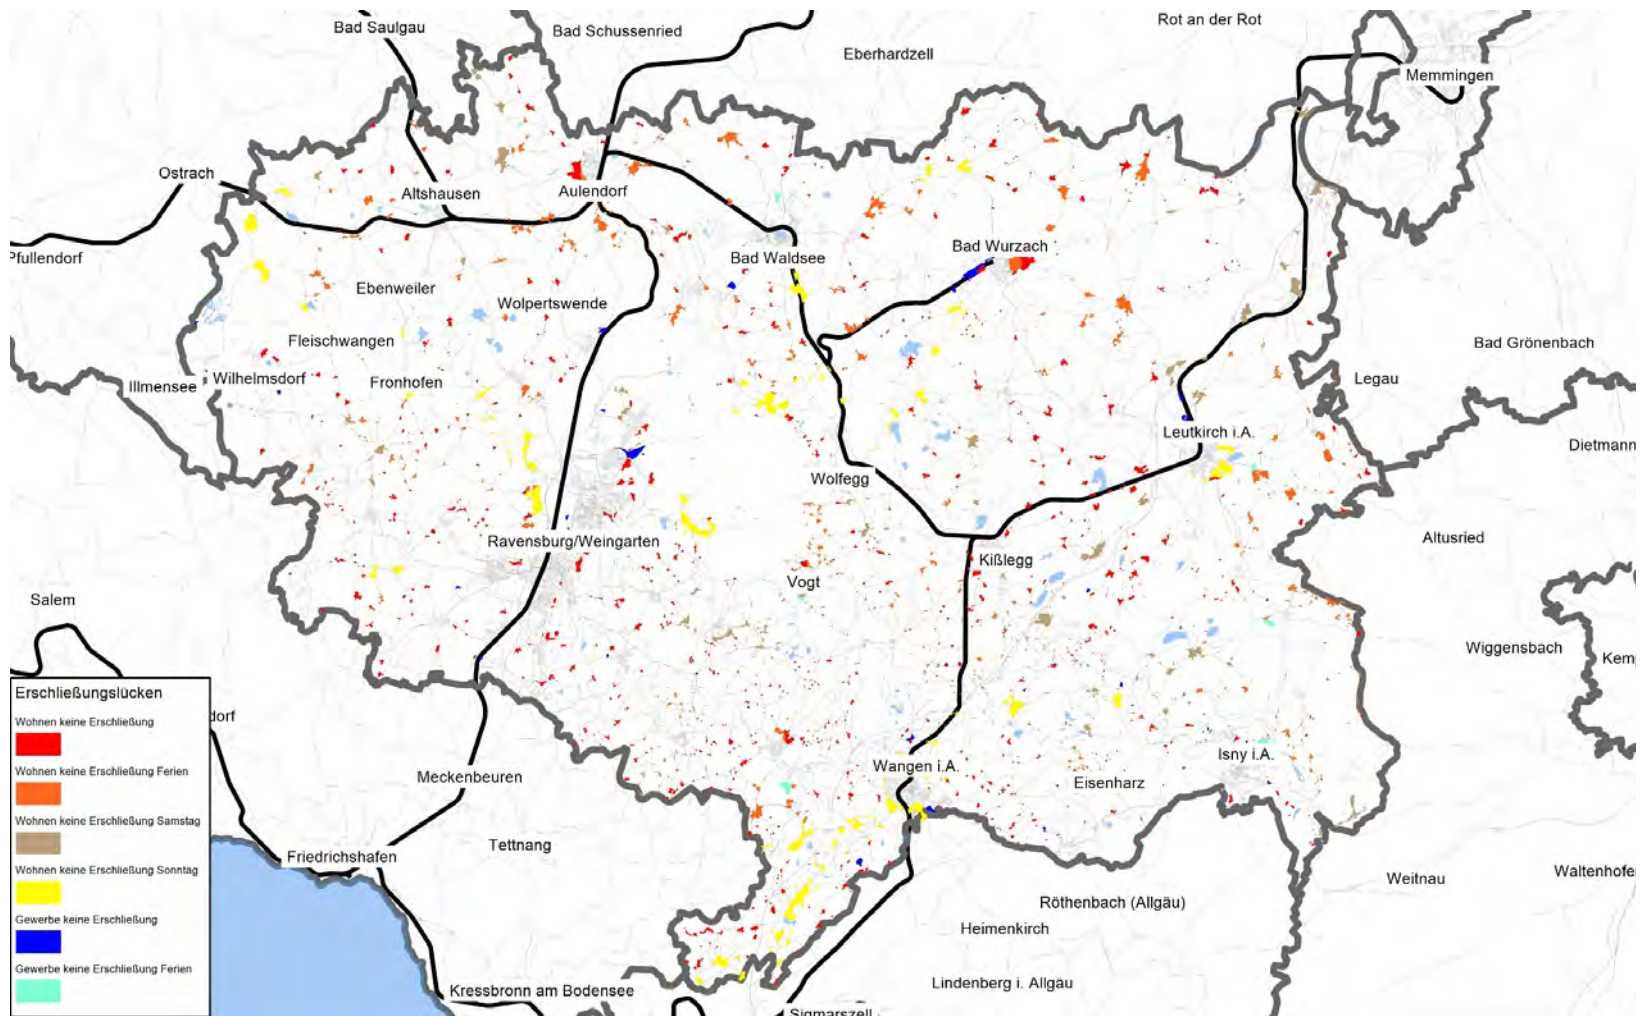 Bad Saulgau
Bad Schussenried
Rot an der Rot
Eberhardzell
Memmingen
Ostrach
Altshausen
Aulendorf
Pfullendorf
Bad Waldsee
Bad Wurzach
Ebenweiler
Wolpertswende
Fleischwangen
Bad Grönenbach
Illmensee
Wilhelmsdorf
Fronhofen
Legau
Leutkirch i.A.
Dietmann
Wolfegg
Ravensburg/Weingarten
Altusried
Kißlegg
Vogt
Salem
Wiggensbach
Kemp
Erschließungslücken
Wohnen keine Erschließung
Wohnen keine Erschließung Ferien
Wohnen keine Erschließung Samstag
Wohnen keine Erschließung Sonntag
Gewerbe keine Erschließung
Gewerbe keine Erschließung Ferien
dorf
Meckenbeuren
Wangen i.A.
Isny i.A.
Eisenharz
Tettnang
Friedrichshafen
Weitnau
Waltenhofe
Röthenbach (Allgäu)
Heimenkirch
Kressbronn am Bodensee
Lindenberg i. Allgäu
Sigmarszell